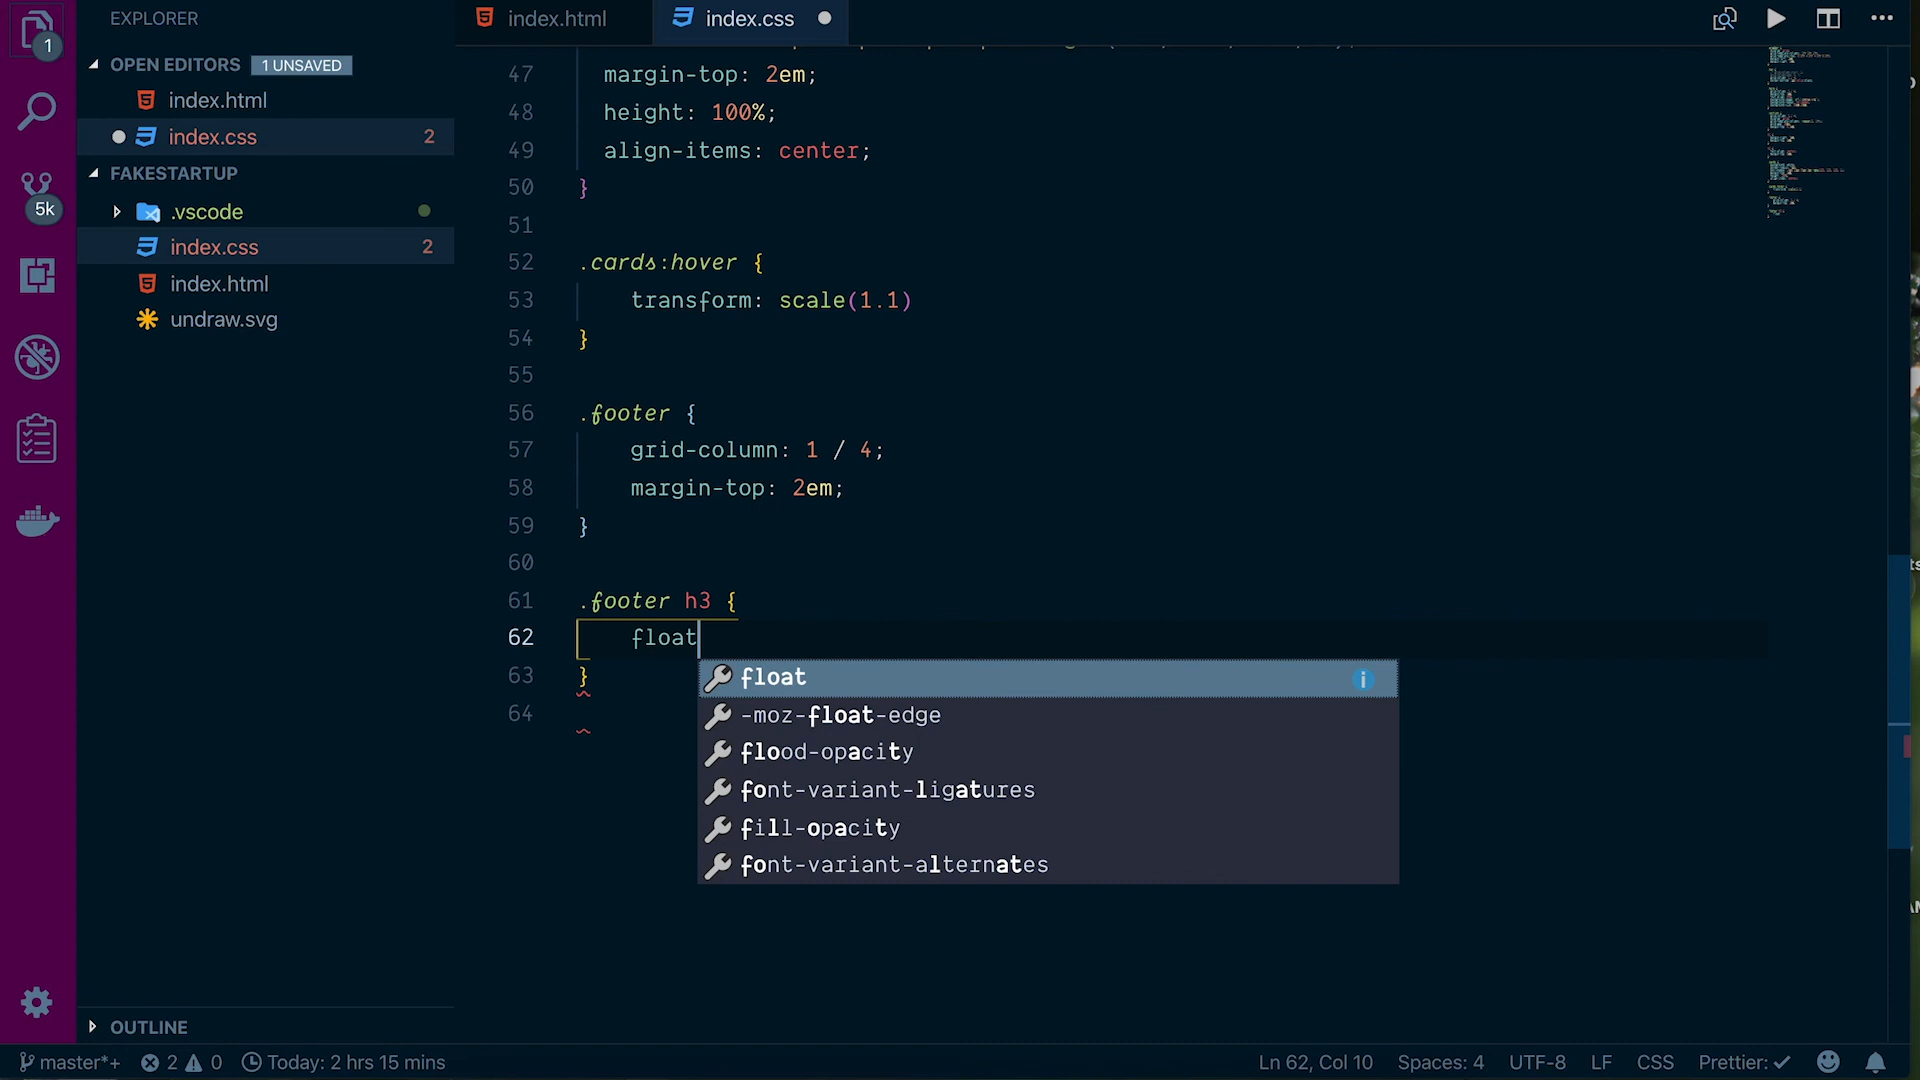 EXPLORER
index.html
index.css
1
OPEN EDITORS 1 UNSAVED
index.html
index.css 2
FAKESTARTUP
5k
.vscode
index.css 2
index.html
undraw.svg
47 margin-top: 2em;
48 height: 100%;
49 align-items: center;
50 }
51
52 .cards:hover {
53 transform: scale(1.1)
54 }
55
56 .footer {
57 grid-column: 1 / 4;
58 margin-top: 2em;
59 }
60
61 .footer h3 {
62 float
63 }
64
float
-moz-float-edge
flood-opacity
font-variant-ligatures
fill-opacity
font-variant-alternates
OUTLINE
master*+ 2 0 Today: 2 hrs 15 mins Ln 62, Col 10 Spaces: 4 UTF-8 LF CSS Prettier: ✓